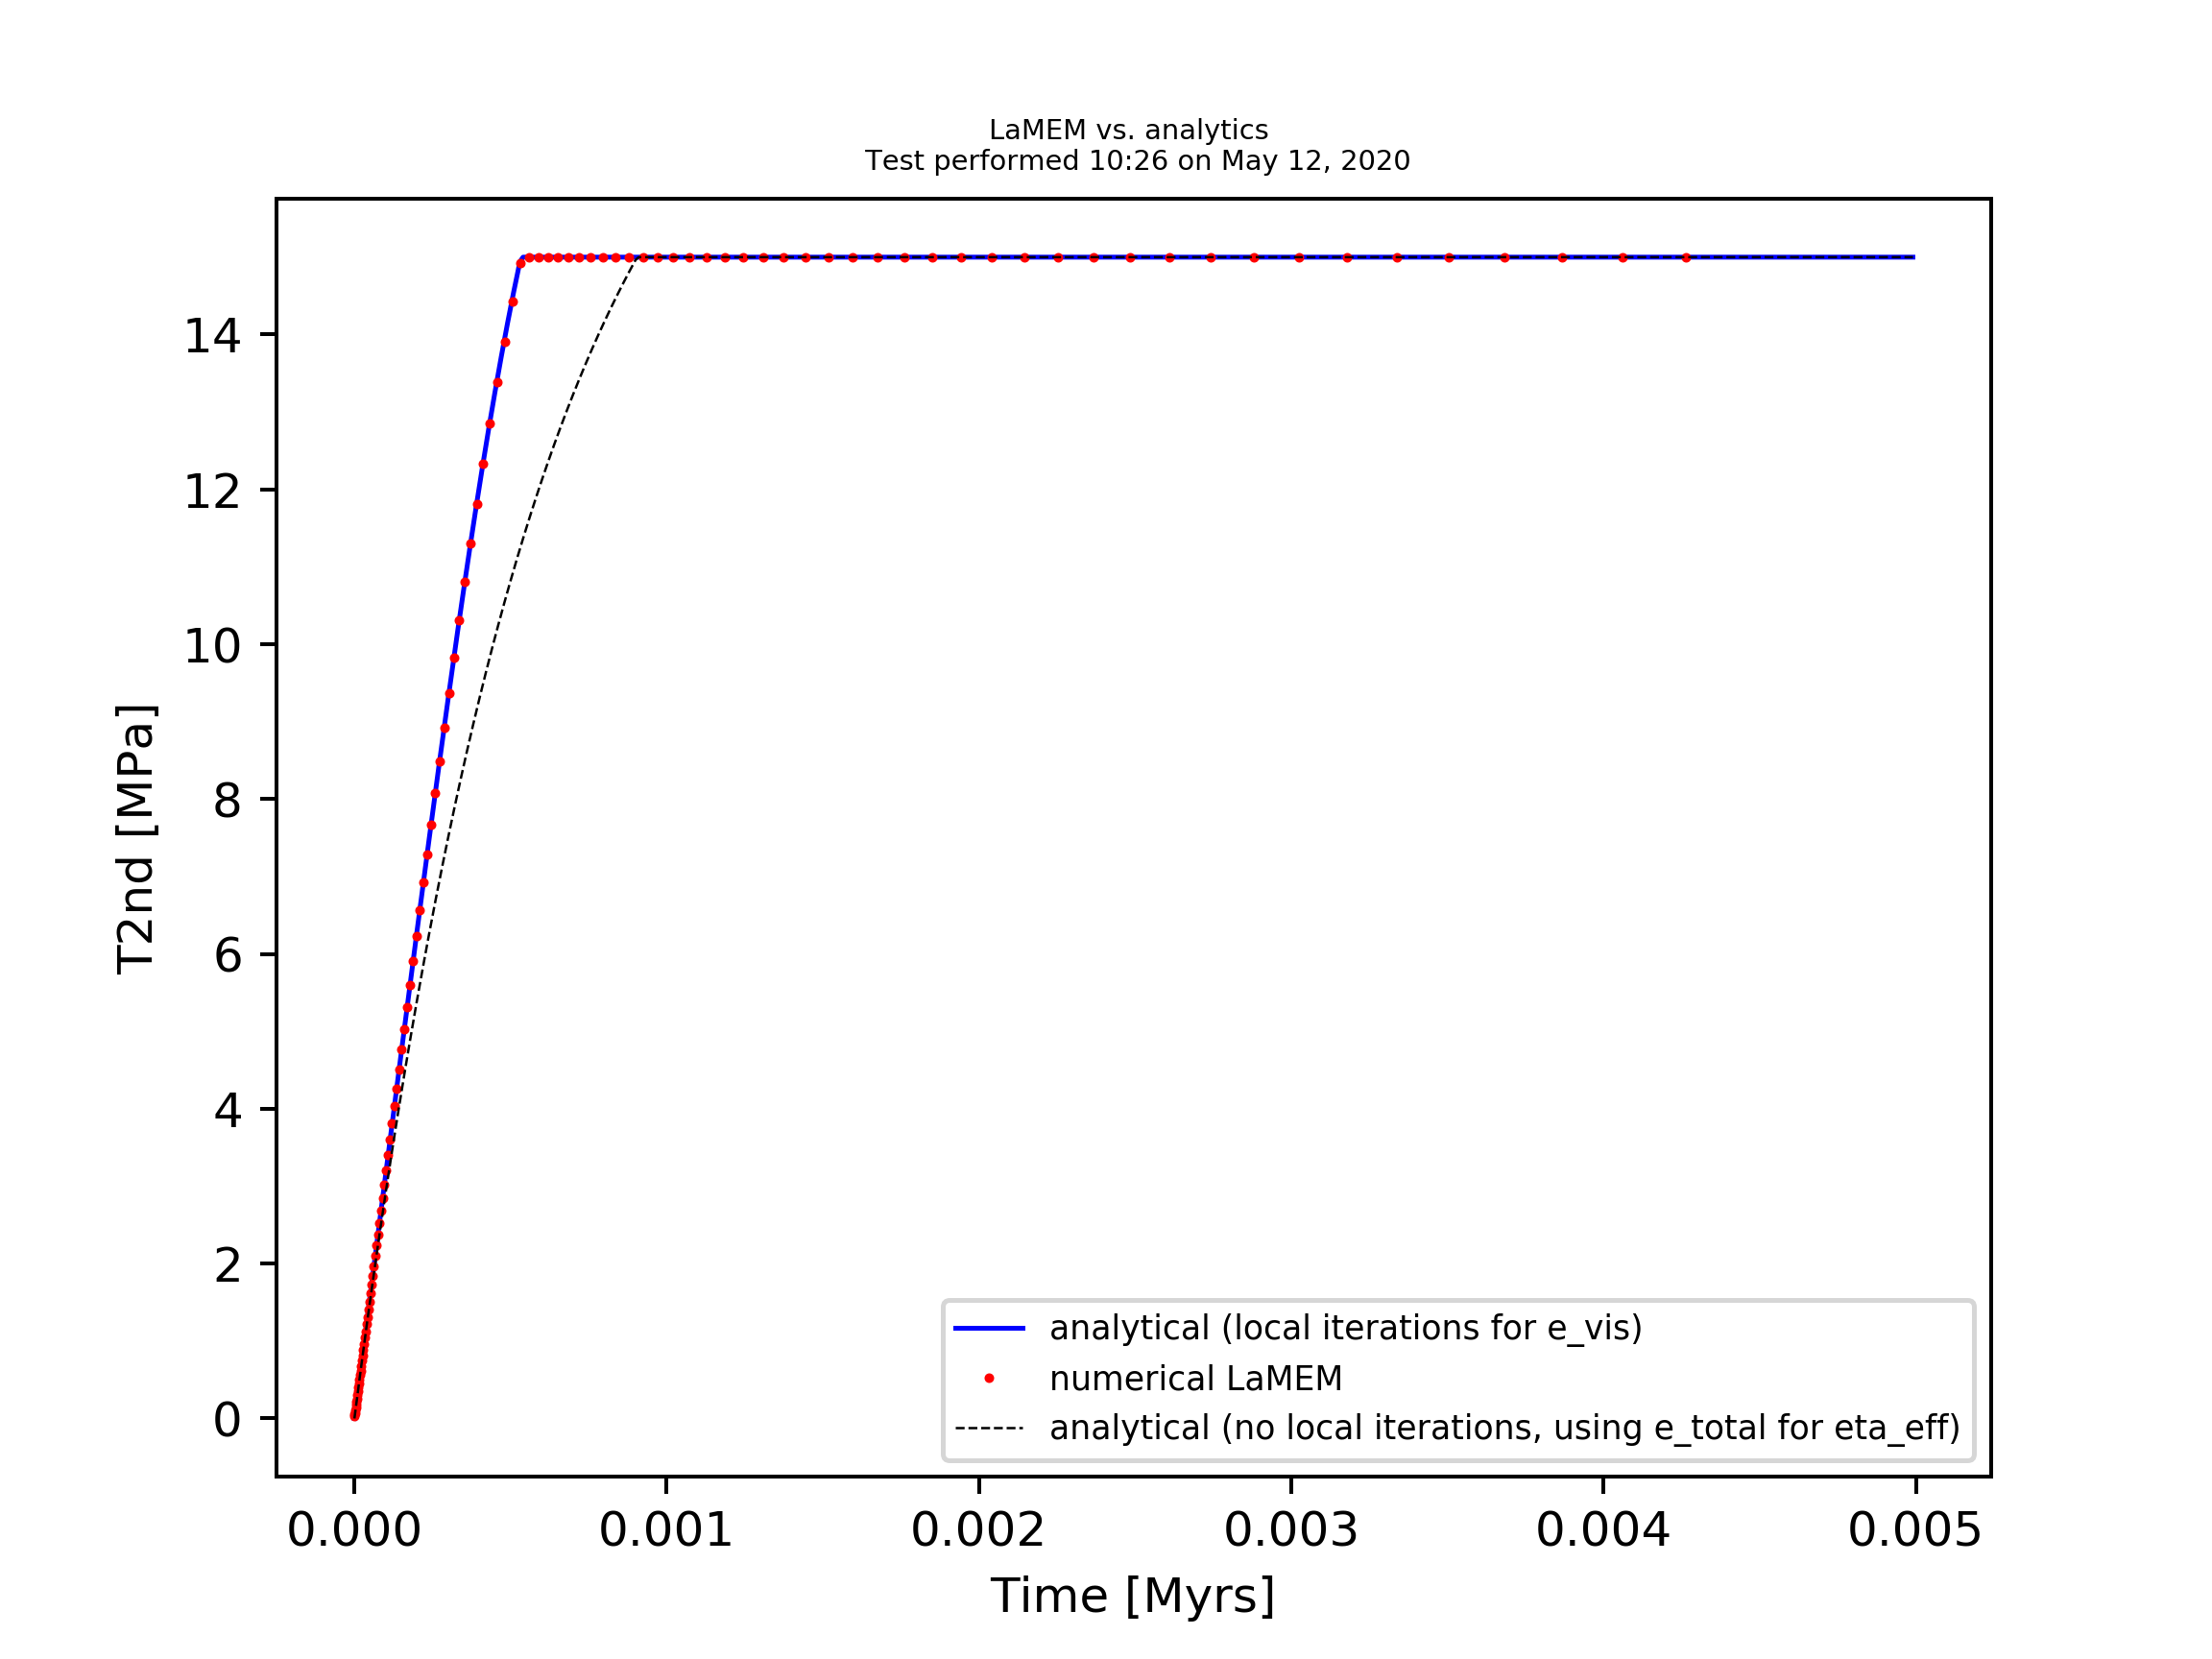 LaMEM vs. analytics
Test performed 10:26 on May 12, 2020
T2nd [MPa]
14
12
10
8
6
4
2
0
analytical (local iterations for e_vis)
numerical LaMEM
analytical (no local iterations, using e_total for eta_eff)
0.000 0.001 0.002 0.003 0.004 0.005
Time [Myrs]